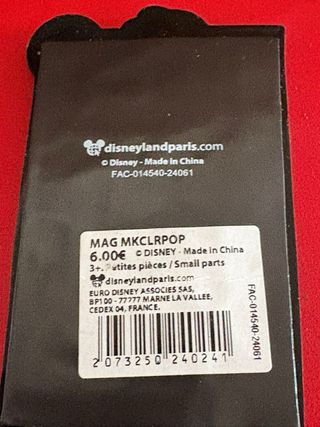 disneylandparis.com
© Disney - Made in China
FAC-014540-24061
MAG MKCLRPOP
6.00€ © DISNEY - Made in China
3+. Petites pièces / Small parts
disneylandparis.com
EURO DISNEY ASSOCIES SAS,
BP100 - 77777 MARNE LA VALLEE,
CEDEX 04, FRANCE.
FAC-014540-24061
2073250240241